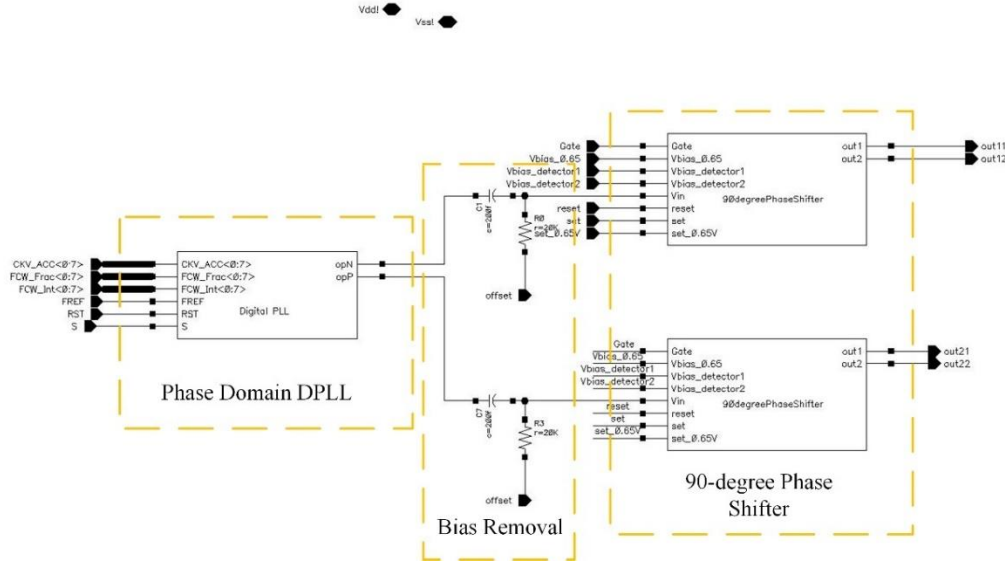 Vdd!
Vss!
Gate
Vbias_0.65
Vbias_detector1
Vbias_detector2
reset
set
set_0.65V
Gate
Vbias_0.65
Vbias_detector1
Vbias_detector2
Vin
reset
set
set_0.65V
90degreePhaseShifter
out1
out2
out11
out12
C1
c=200f
R0
r=20K
offset
CKV_ACC<0:7>
FCW_Frac<0:7>
FCW_Int<0:7>
FREF
RST
S
CKV_ACC<0:7>
FCW_Frac<0:7>
FCW_Int<0:7>
FREF
RST
S
Digital PLL
opN
opP
Phase Domain DPLL
C7
c=200f
R3
r=20K
offset
Bias Removal
Gate
Vbias_0.65
Vbias_detector1
Vbias_detector2
reset
set
set_0.65V
Gate
Vbias_0.65
Vbias_detector1
Vbias_detector2
Vin
reset
set
set_0.65V
90degreePhaseShifter
out1
out2
out21
out22
90-degree Phase
Shifter